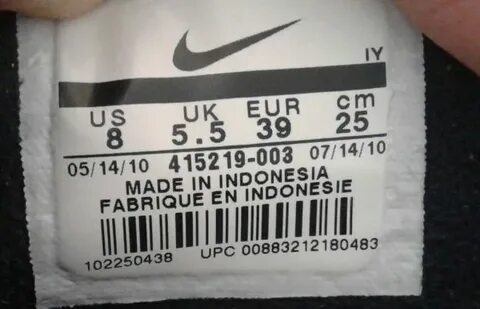 IY
US UK EUR cm
8 5.5 39 25
05/14/10 415219-003 07/14/10
MADE IN INDONESIA
FABRIQUE EN INDONESIE
102250438 UPC 00883212180483